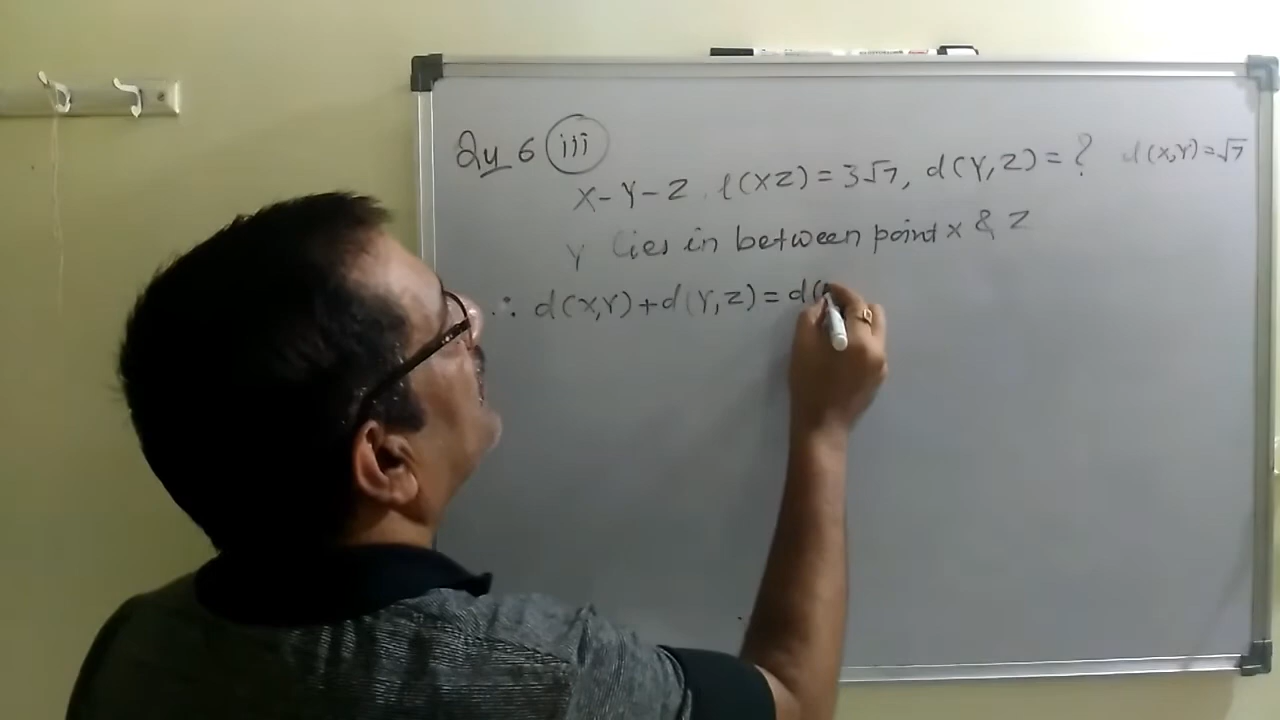 Qu 6 (iii)
X-Y-Z. l(XZ)=3√7, d(Y,Z)=? d(X,Y)=√7
Y lies in between point X & Z
∴ d(X,Y)+d(Y,Z)=d(